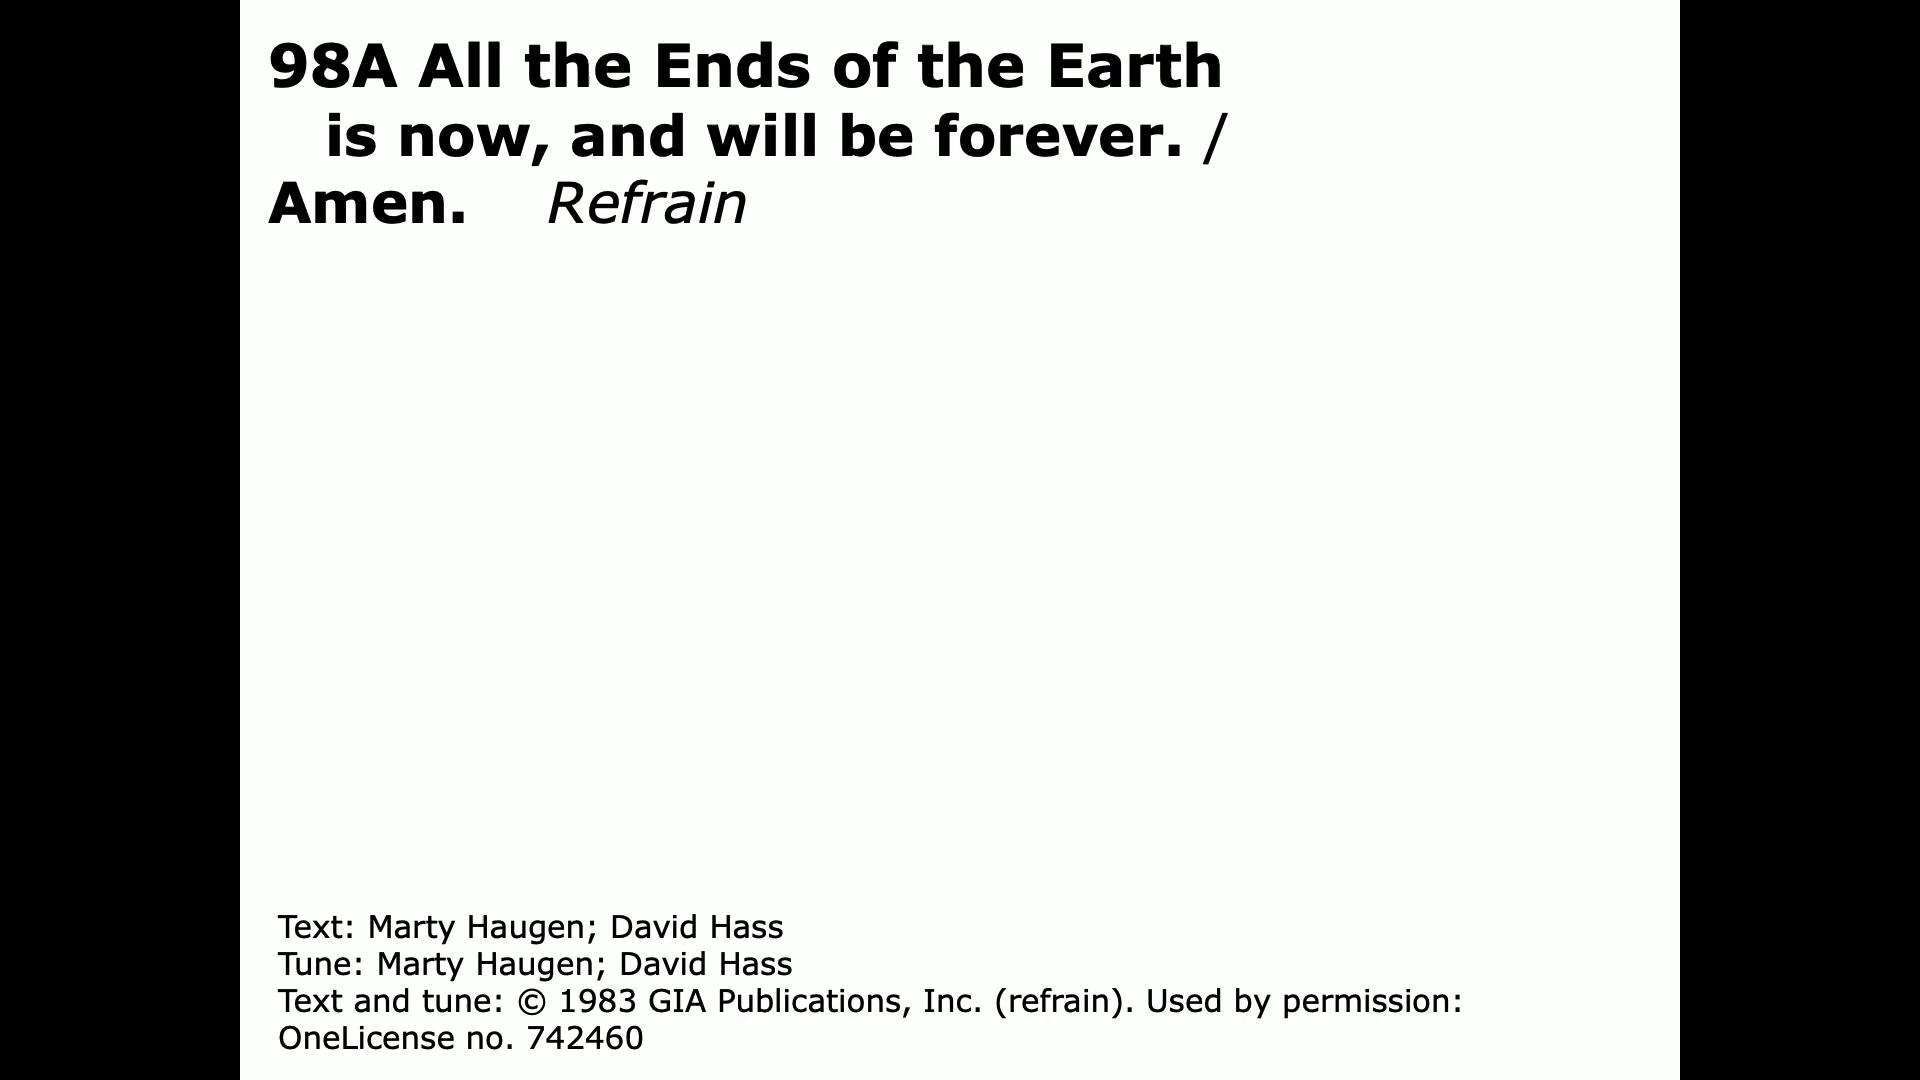 98A All the Ends of the Earth
is now, and will be forever. /
Amen. Refrain
Text: Marty Haugen; David Hass
Tune: Marty Haugen; David Hass
Text and tune: © 1983 GIA Publications, Inc. (refrain). Used by permission:
OneLicense no. 742460